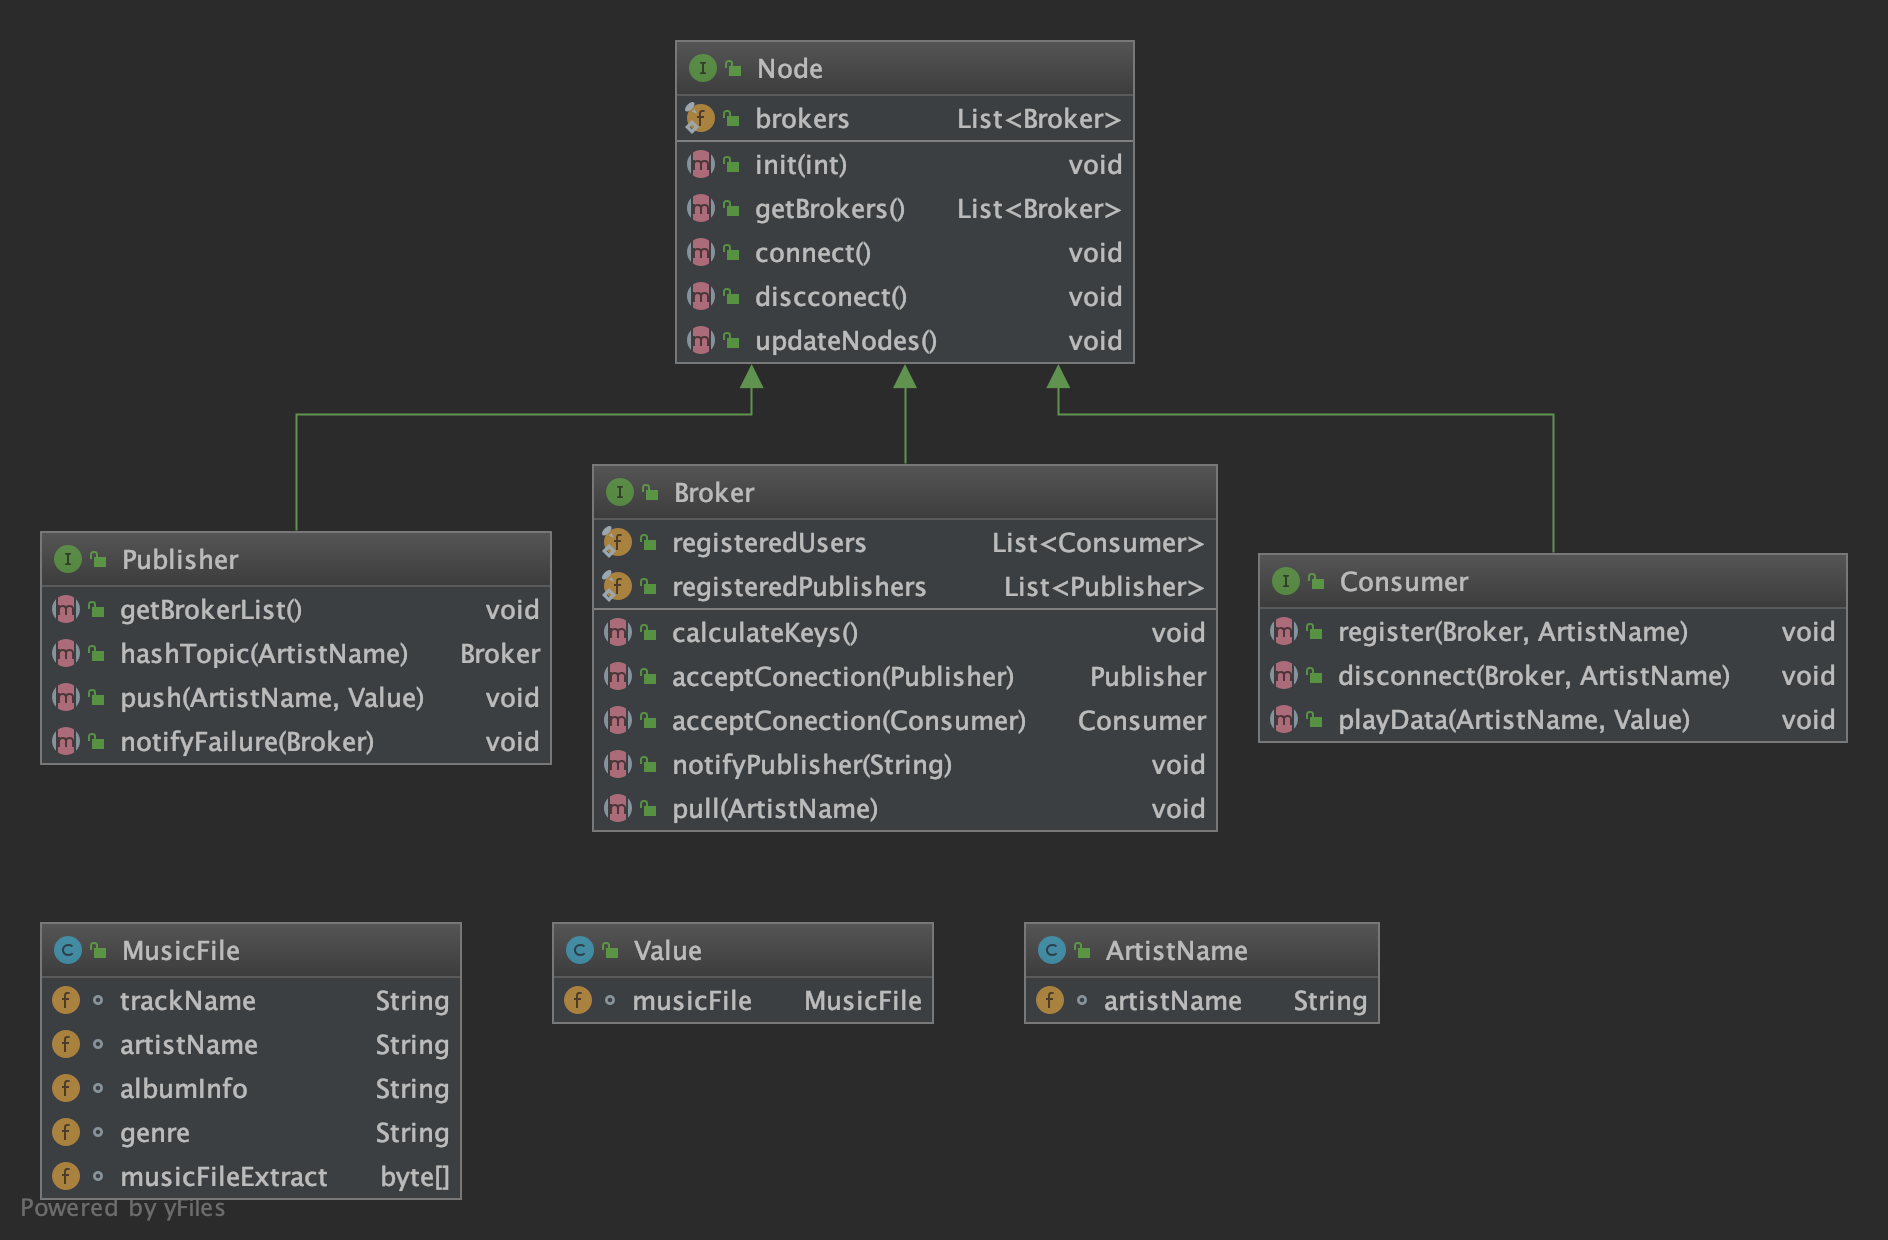 Node
brokers List<Broker>
init(int) void
getBrokers() List<Broker>
connect() void
discconect() void
updateNodes() void
Publisher
getBrokerList() void
hashTopic(ArtistName) Broker
push(ArtistName, Value) void
notifyFailure(Broker) void
Broker
registeredUsers List<Consumer>
registeredPublishers List<Publisher>
calculateKeys() void
acceptConection(Publisher) Publisher
acceptConection(Consumer) Consumer
notifyPublisher(String) void
pull(ArtistName) void
Consumer
register(Broker, ArtistName) void
disconnect(Broker, ArtistName) void
playData(ArtistName, Value) void
MusicFile
trackName String
artistName String
albumInfo String
genre String
musicFileExtract byte[]
Value
musicFile MusicFile
ArtistName
artistName String
Powered by yFiles